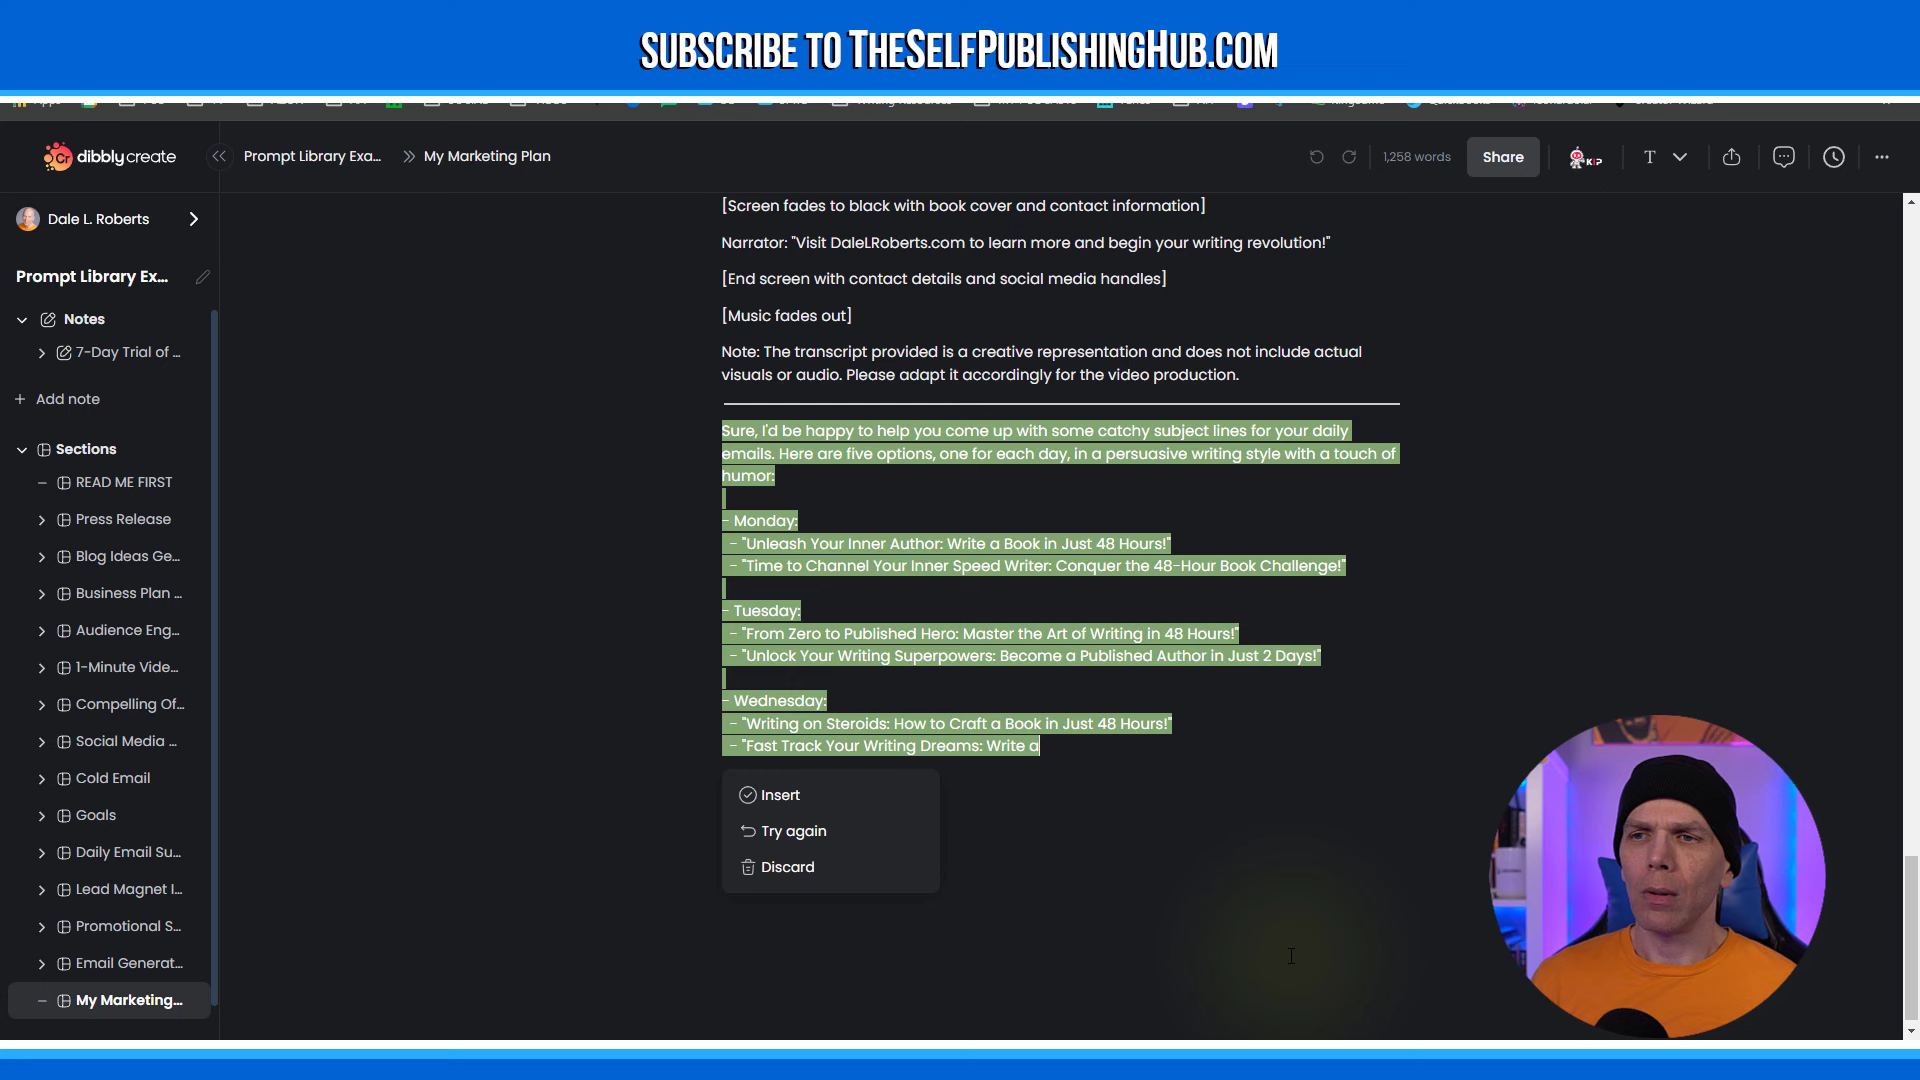 SUBSCRIBE TO THESELFPUBLISHINGHUB.COM
Cr dibblycreate
Prompt Library Exa...
My Marketing Plan
1,258 words
Share
KIP
T
Dale L. Roberts
Prompt Library Ex...
Notes
7-Day Trial of ...
+ Add note
Sections
READ ME FIRST
Press Release
Blog Ideas Ge...
Business Plan ...
Audience Eng...
1-Minute Vide...
Compelling Of...
Social Media ...
Cold Email
Goals
Daily Email Su...
Lead Magnet I...
Promotional S...
Email Generat...
My Marketing...
[Screen fades to black with book cover and contact information]
Narrator: "Visit DaleLRoberts.com to learn more and begin your writing revolution!"
[End screen with contact details and social media handles]
[Music fades out]
Note: The transcript provided is a creative representation and does not include actual
visuals or audio. Please adapt it accordingly for the video production.
Sure, I'd be happy to help you come up with some catchy subject lines for your daily
emails. Here are five options, one for each day, in a persuasive writing style with a touch of
humor:
- Monday:
- "Unleash Your Inner Author: Write a Book in Just 48 Hours!"
- "Time to Channel Your Inner Speed Writer: Conquer the 48-Hour Book Challenge!"
- Tuesday:
- "From Zero to Published Hero: Master the Art of Writing in 48 Hours!"
- "Unlock Your Writing Superpowers: Become a Published Author in Just 2 Days!"
- Wednesday:
- "Writing on Steroids: How to Craft a Book in Just 48 Hours!"
- "Fast Track Your Writing Dreams: Write a
Insert
Try again
Discard